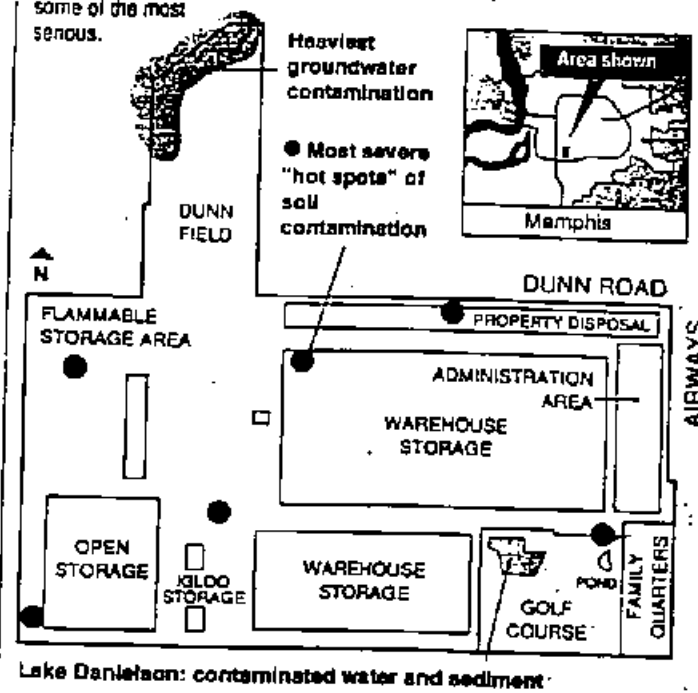 some of the most
serious.
Heaviest
groundwater
contamination
Most severe
"hot spots" of
soil
contamination
Area shown
Memphis
DUNN
FIELD
N
DUNN ROAD
FLAMMABLE
STORAGE AREA
PROPERTY DISPOSAL
AIRWAYS
ADMINISTRATION
AREA
WAREHOUSE
STORAGE
OPEN
STORAGE
IGLOO
STORAGE
WAREHOUSE
STORAGE
POND
GOLF
COURSE
FAMILY
QUARTERS
Lake Danielson: contaminated water and sediment